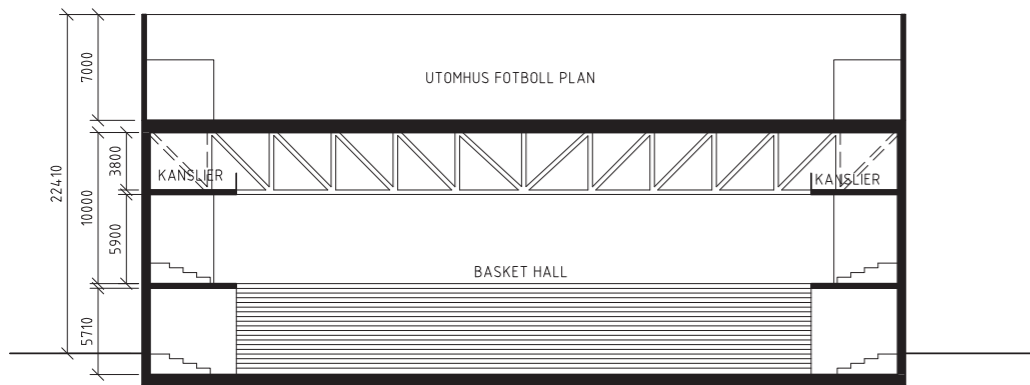 7000
UTOMHUS FOTBOLL PLAN
3800
KANSLIER
KANSLIER
22410
10000
5900
BASKET HALL
5710